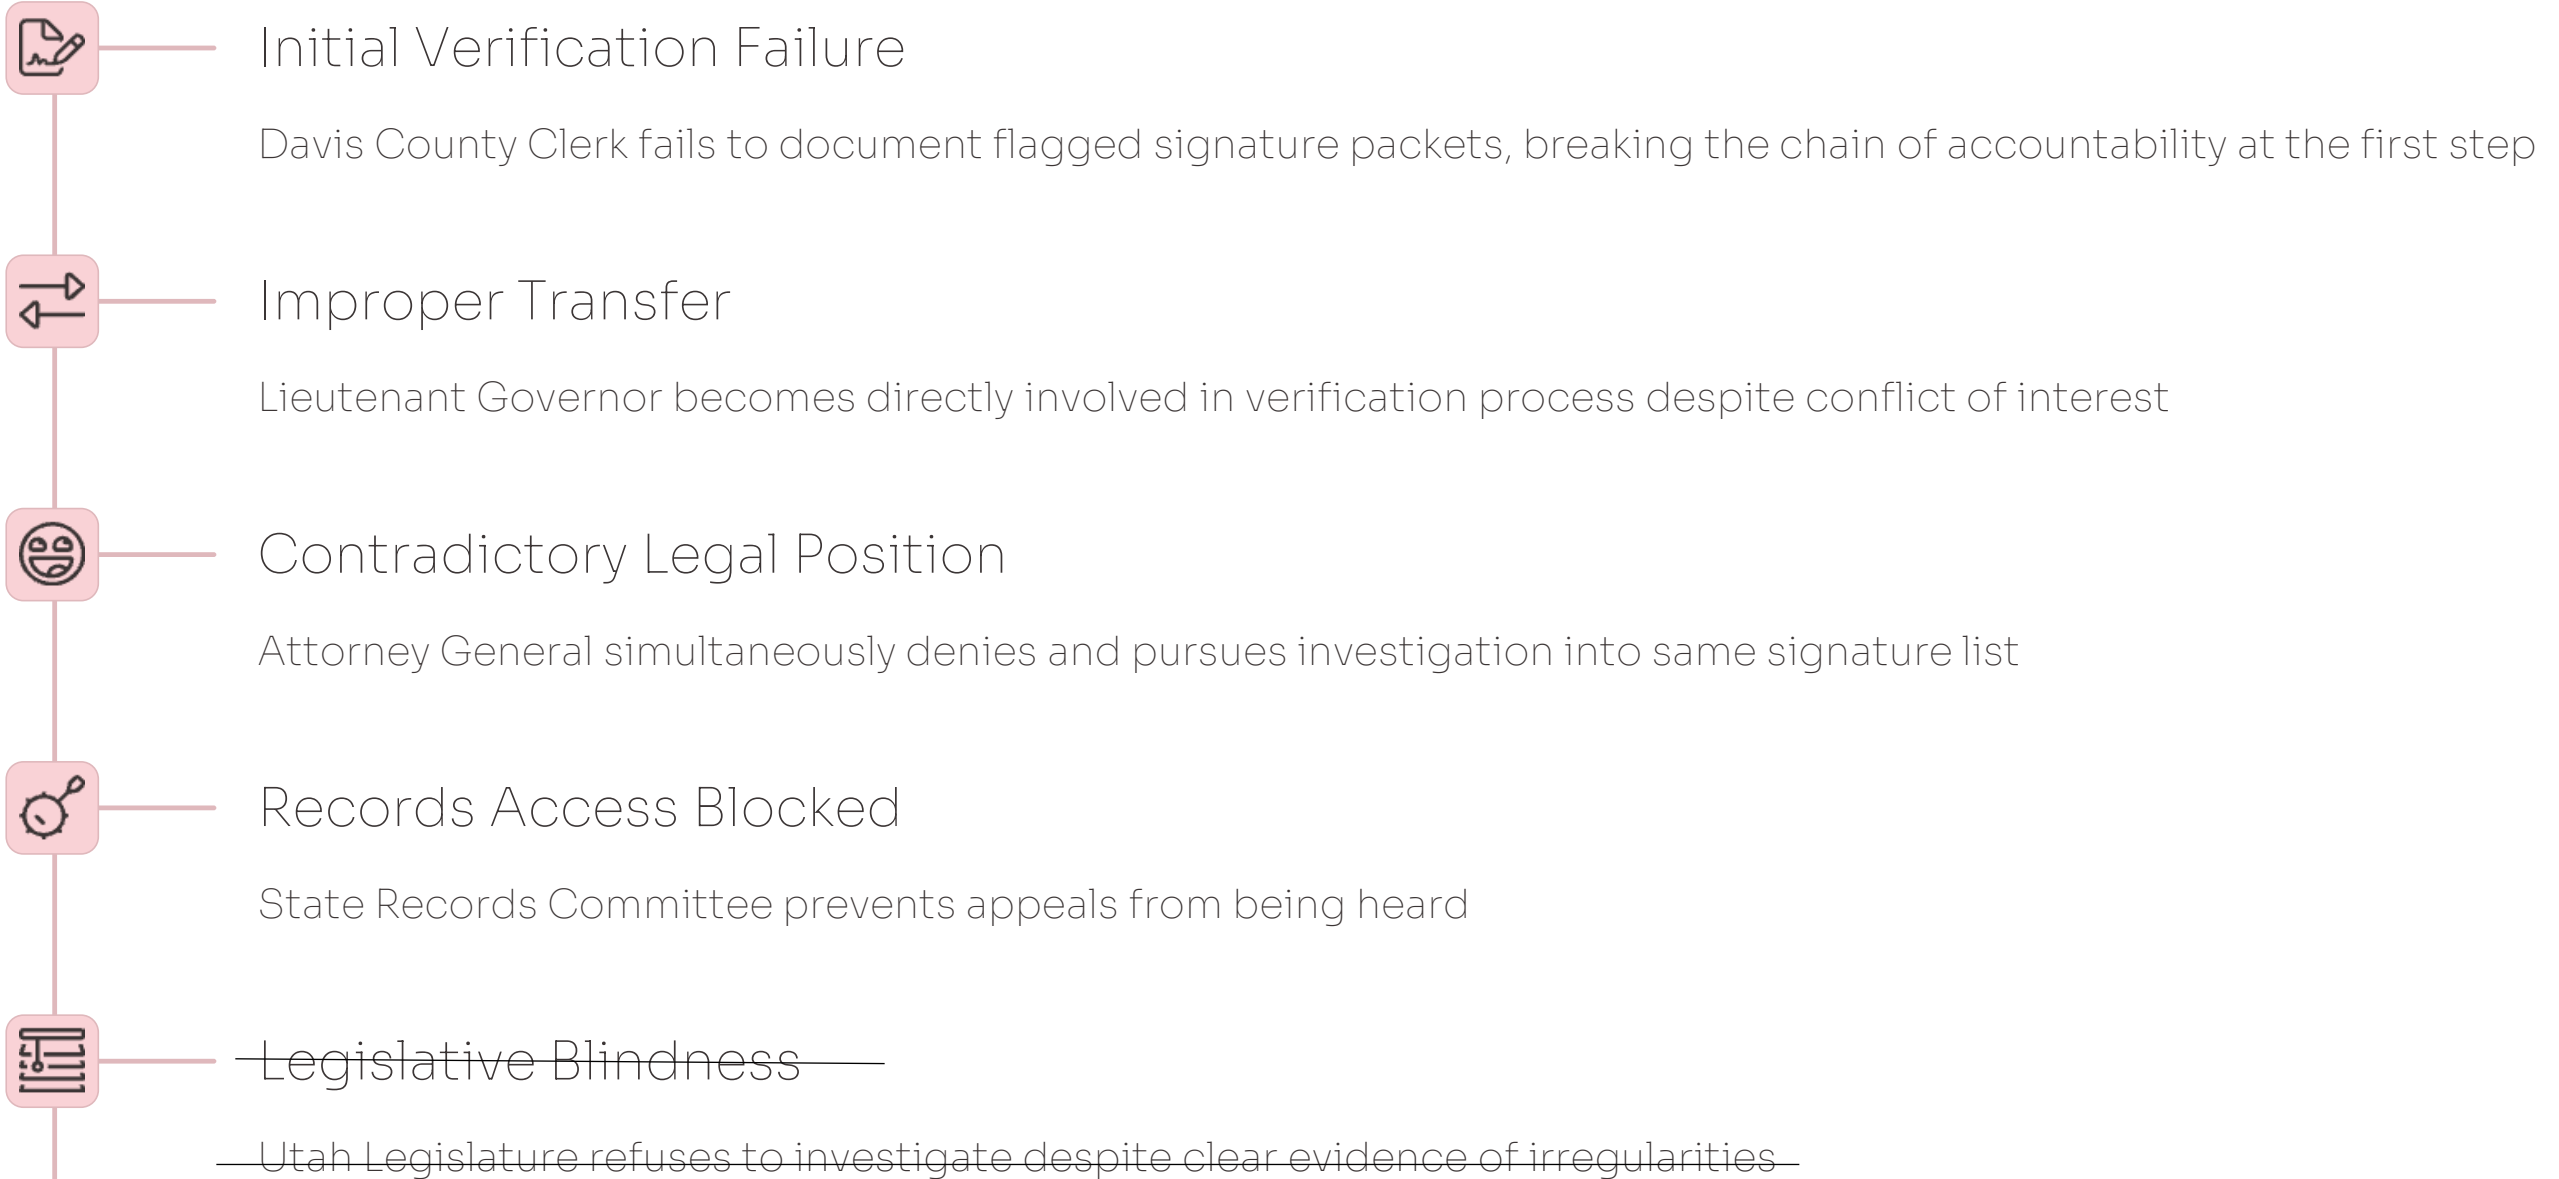 Initial Verification Failure
Davis County Clerk fails to document flagged signature packets, breaking the chain of accountability at the first step
Improper Transfer
Lieutenant Governor becomes directly involved in verification process despite conflict of interest
Contradictory Legal Position
Attorney General simultaneously denies and pursues investigation into same signature list
Records Access Blocked
State Records Committee prevents appeals from being heard
Legislative Blindness
Utah Legislature refuses to investigate despite clear evidence of irregularities